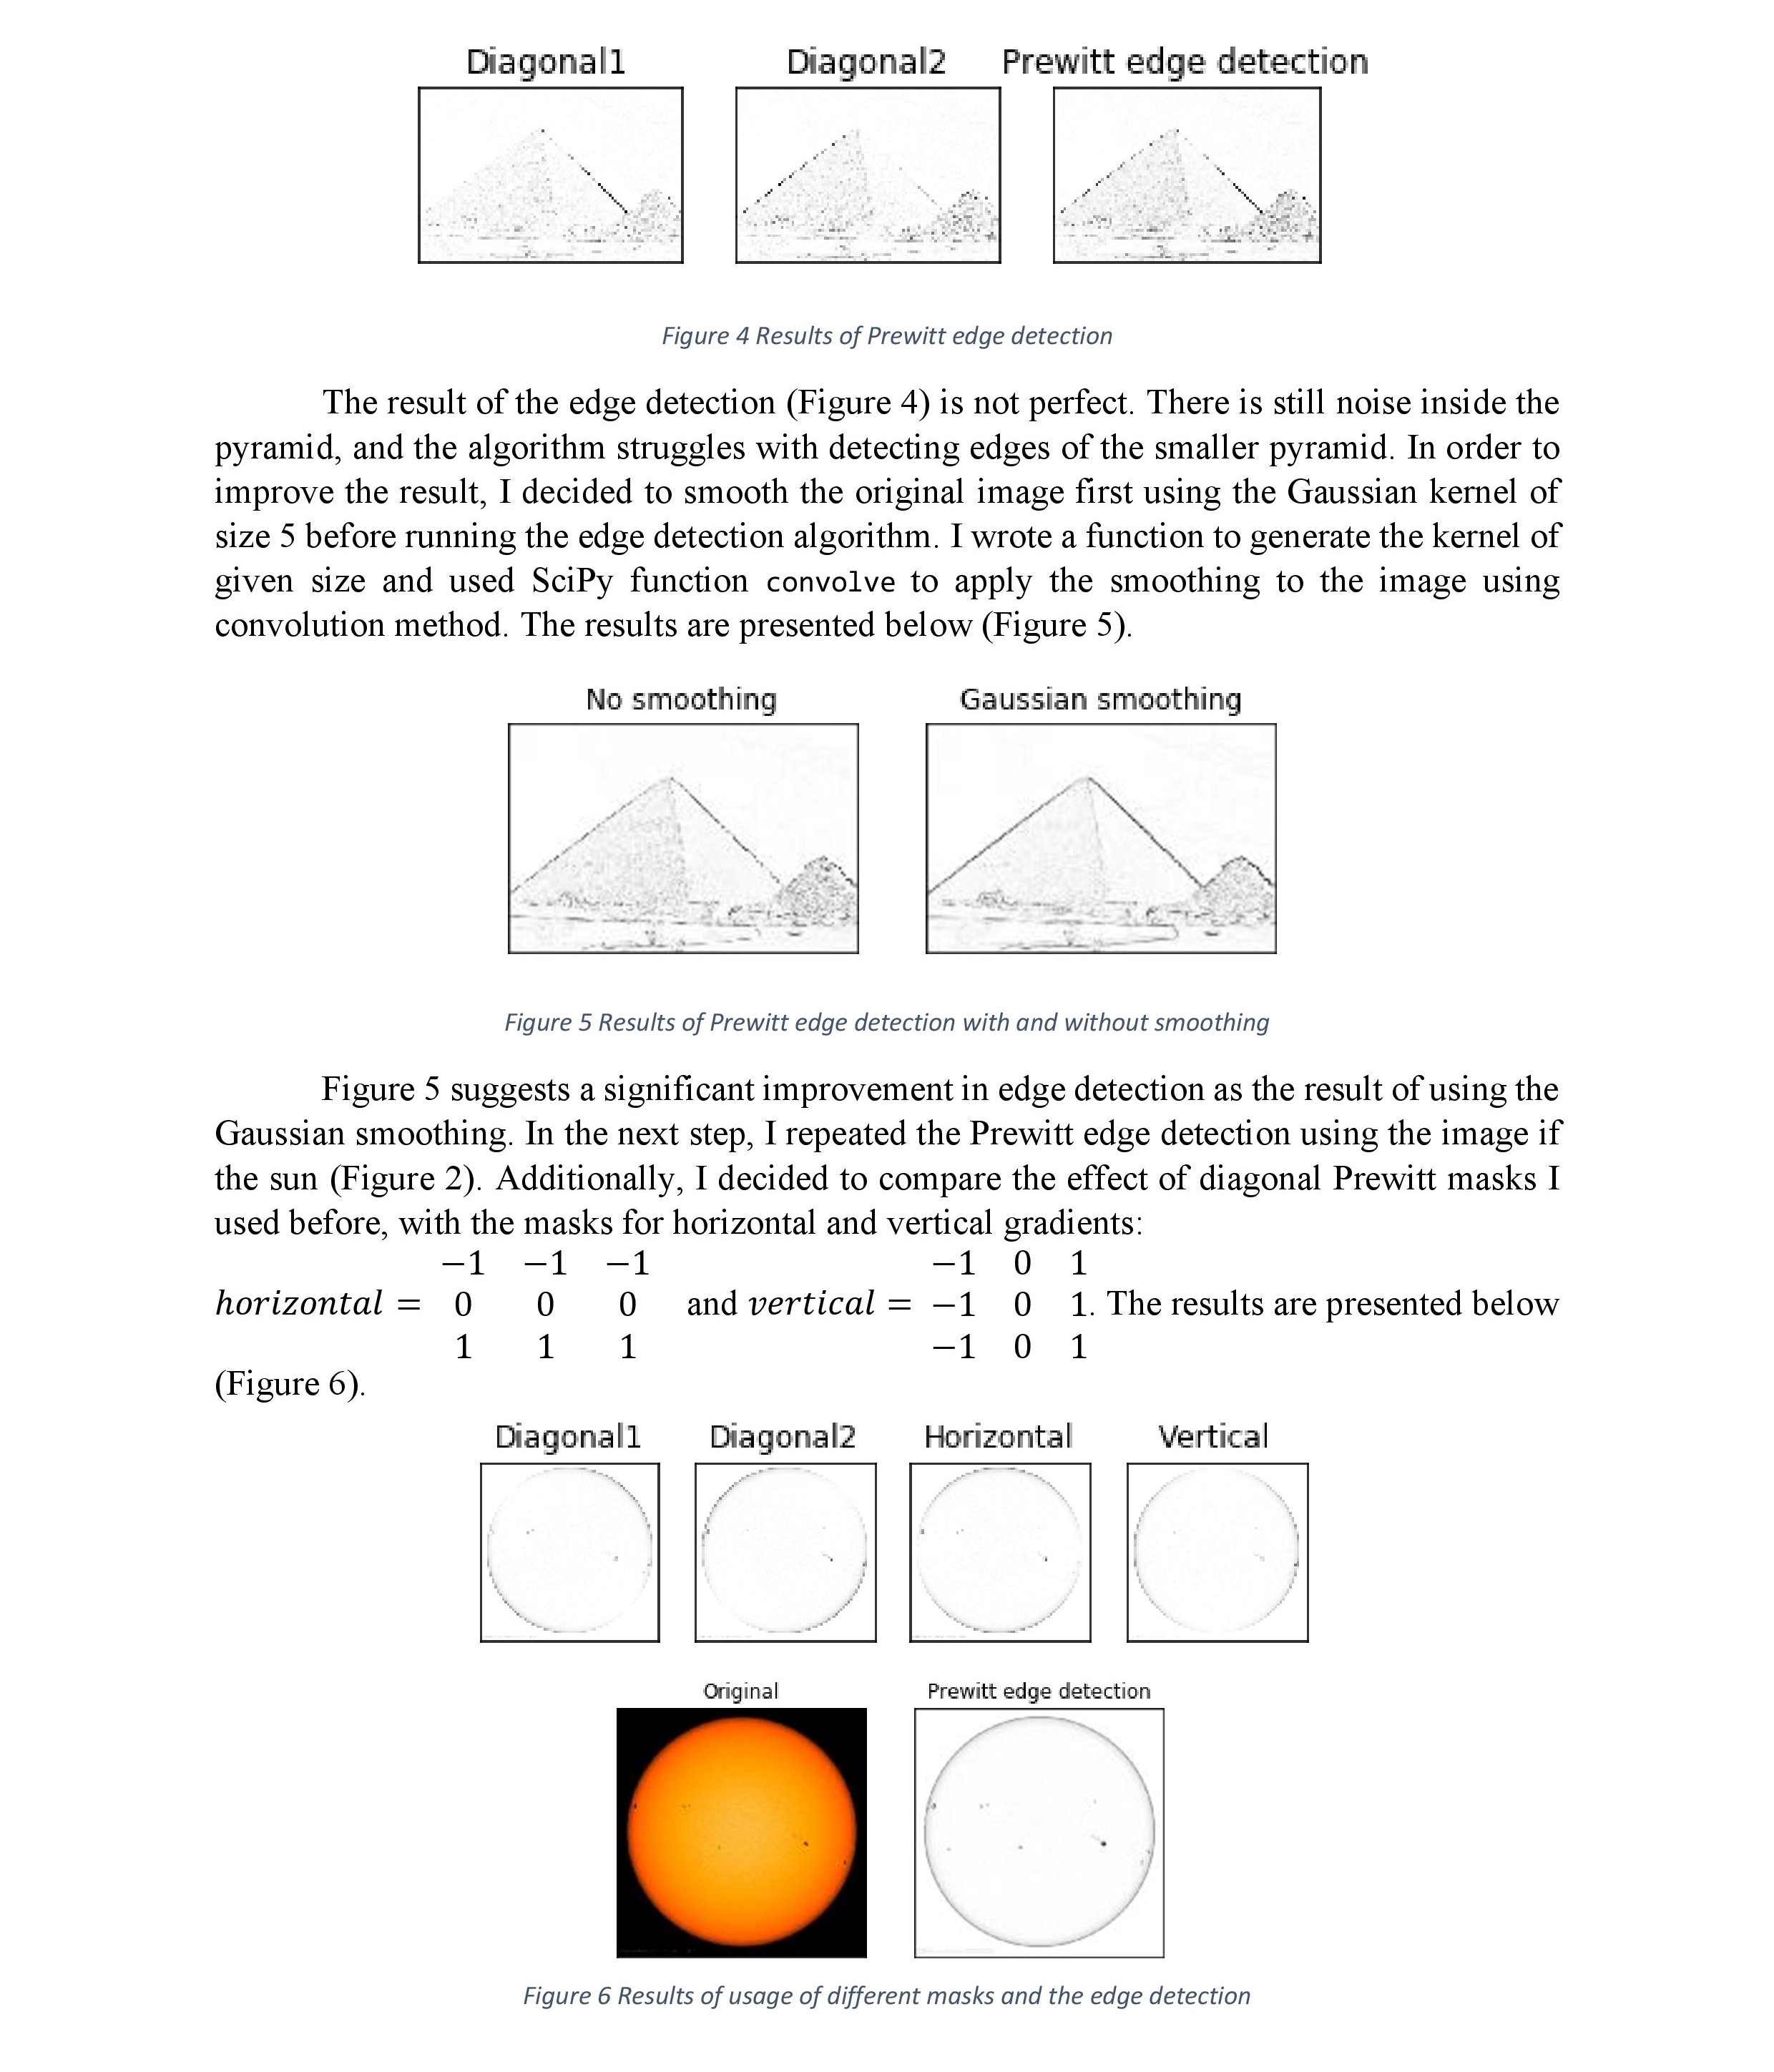 Diagonal1 Diagonal2 Prewitt edge detection
Figure 4 Results of Prewitt edge detection
The result of the edge detection (Figure 4) is not perfect. There is still noise inside the
pyramid, and the algorithm struggles with detecting edges of the smaller pyramid. In order to
improve the result, I decided to smooth the original image first using the Gaussian kernel of
size 5 before running the edge detection algorithm. I wrote a function to generate the kernel of
given size and used SciPy function convolve to apply the smoothing to the image using
convolution method. The results are presented below (Figure 5).
No smoothing Gaussian smoothing
Figure 5 Results of Prewitt edge detection with and without smoothing
Figure 5 suggests a significant improvement in edge detection as the result of using the
Gaussian smoothing. In the next step, I repeated the Prewitt edge detection using the image if
the sun (Figure 2). Additionally, I decided to compare the effect of diagonal Prewitt masks I
used before, with the masks for horizontal and vertical gradients:
−1 −1 −1 −1 0 1
horizontal = 0 0 0 and vertical = −1 0 1. The results are presented below
1 1 1 −1 0 1
(Figure 6).
Diagonal1 Diagonal2 Horizontal Vertical
Original Prewitt edge detection
Figure 6 Results of usage of different masks and the edge detection